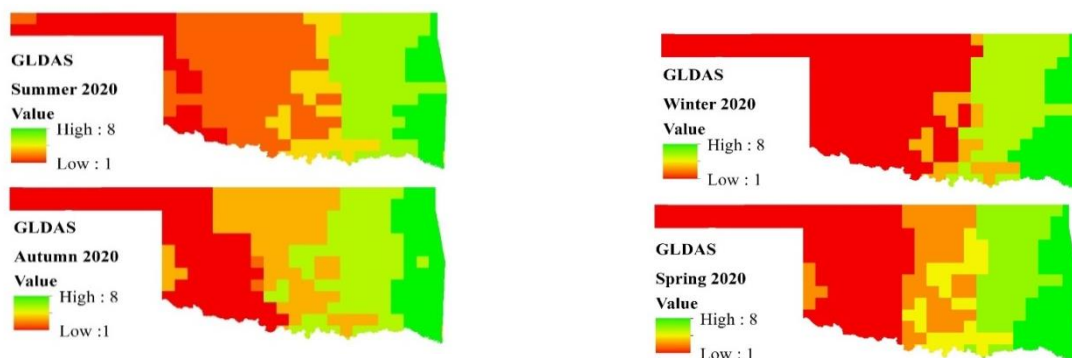 GLDAS
Summer 2020
Value
High : 8
Low : 1
GLDAS
Autumn 2020
Value
High : 8
Low :1
GLDAS
Winter 2020
Value
High : 8
Low : 1
GLDAS
Spring 2020
Value
High : 8
Low : 1